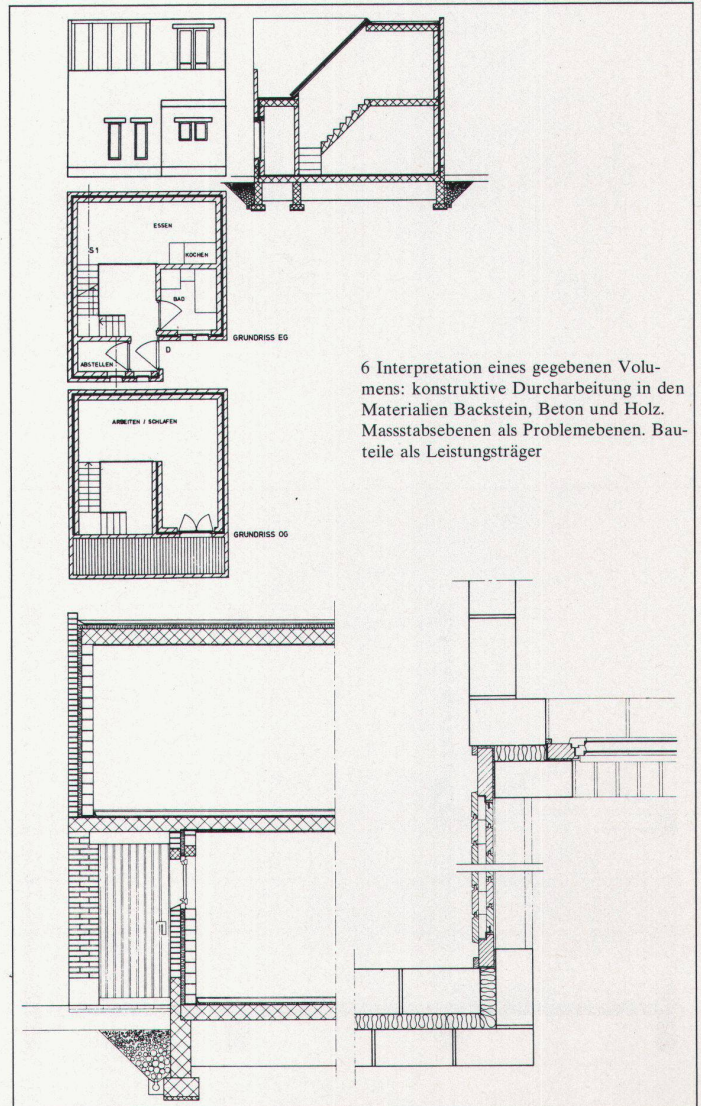 ESSEN
S1
KOCHEN
BAD
GRUNDRISS EG
D
ABSTELLEN
6 Interpretation eines gegebenen Volu-
mens: konstruktive Durcharbeitung in den
Materialien Backstein, Beton und Holz.
Massstabsebenen als Problemebenen. Bau-
teile als Leistungsträger
ARBEITEN / SCHLAFEN
GRUNDRISS OG